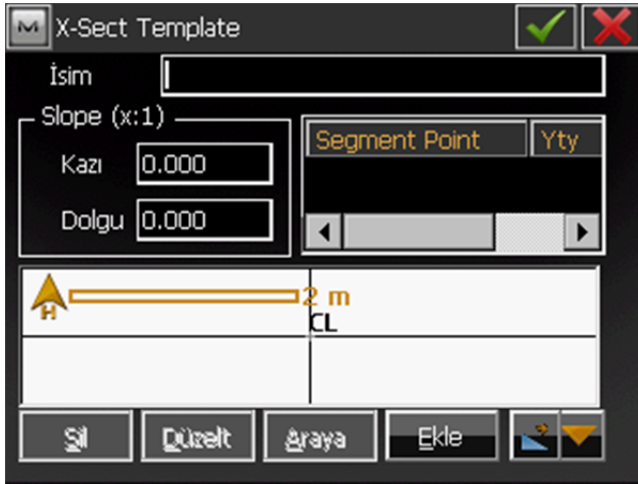 X-Sect Template
İsim
Slope (x:1)
Kazı 0.000
Dolgu 0.000
Segment Point Yty
2 m
H
CL
Sil Düzelt Araya Ekle